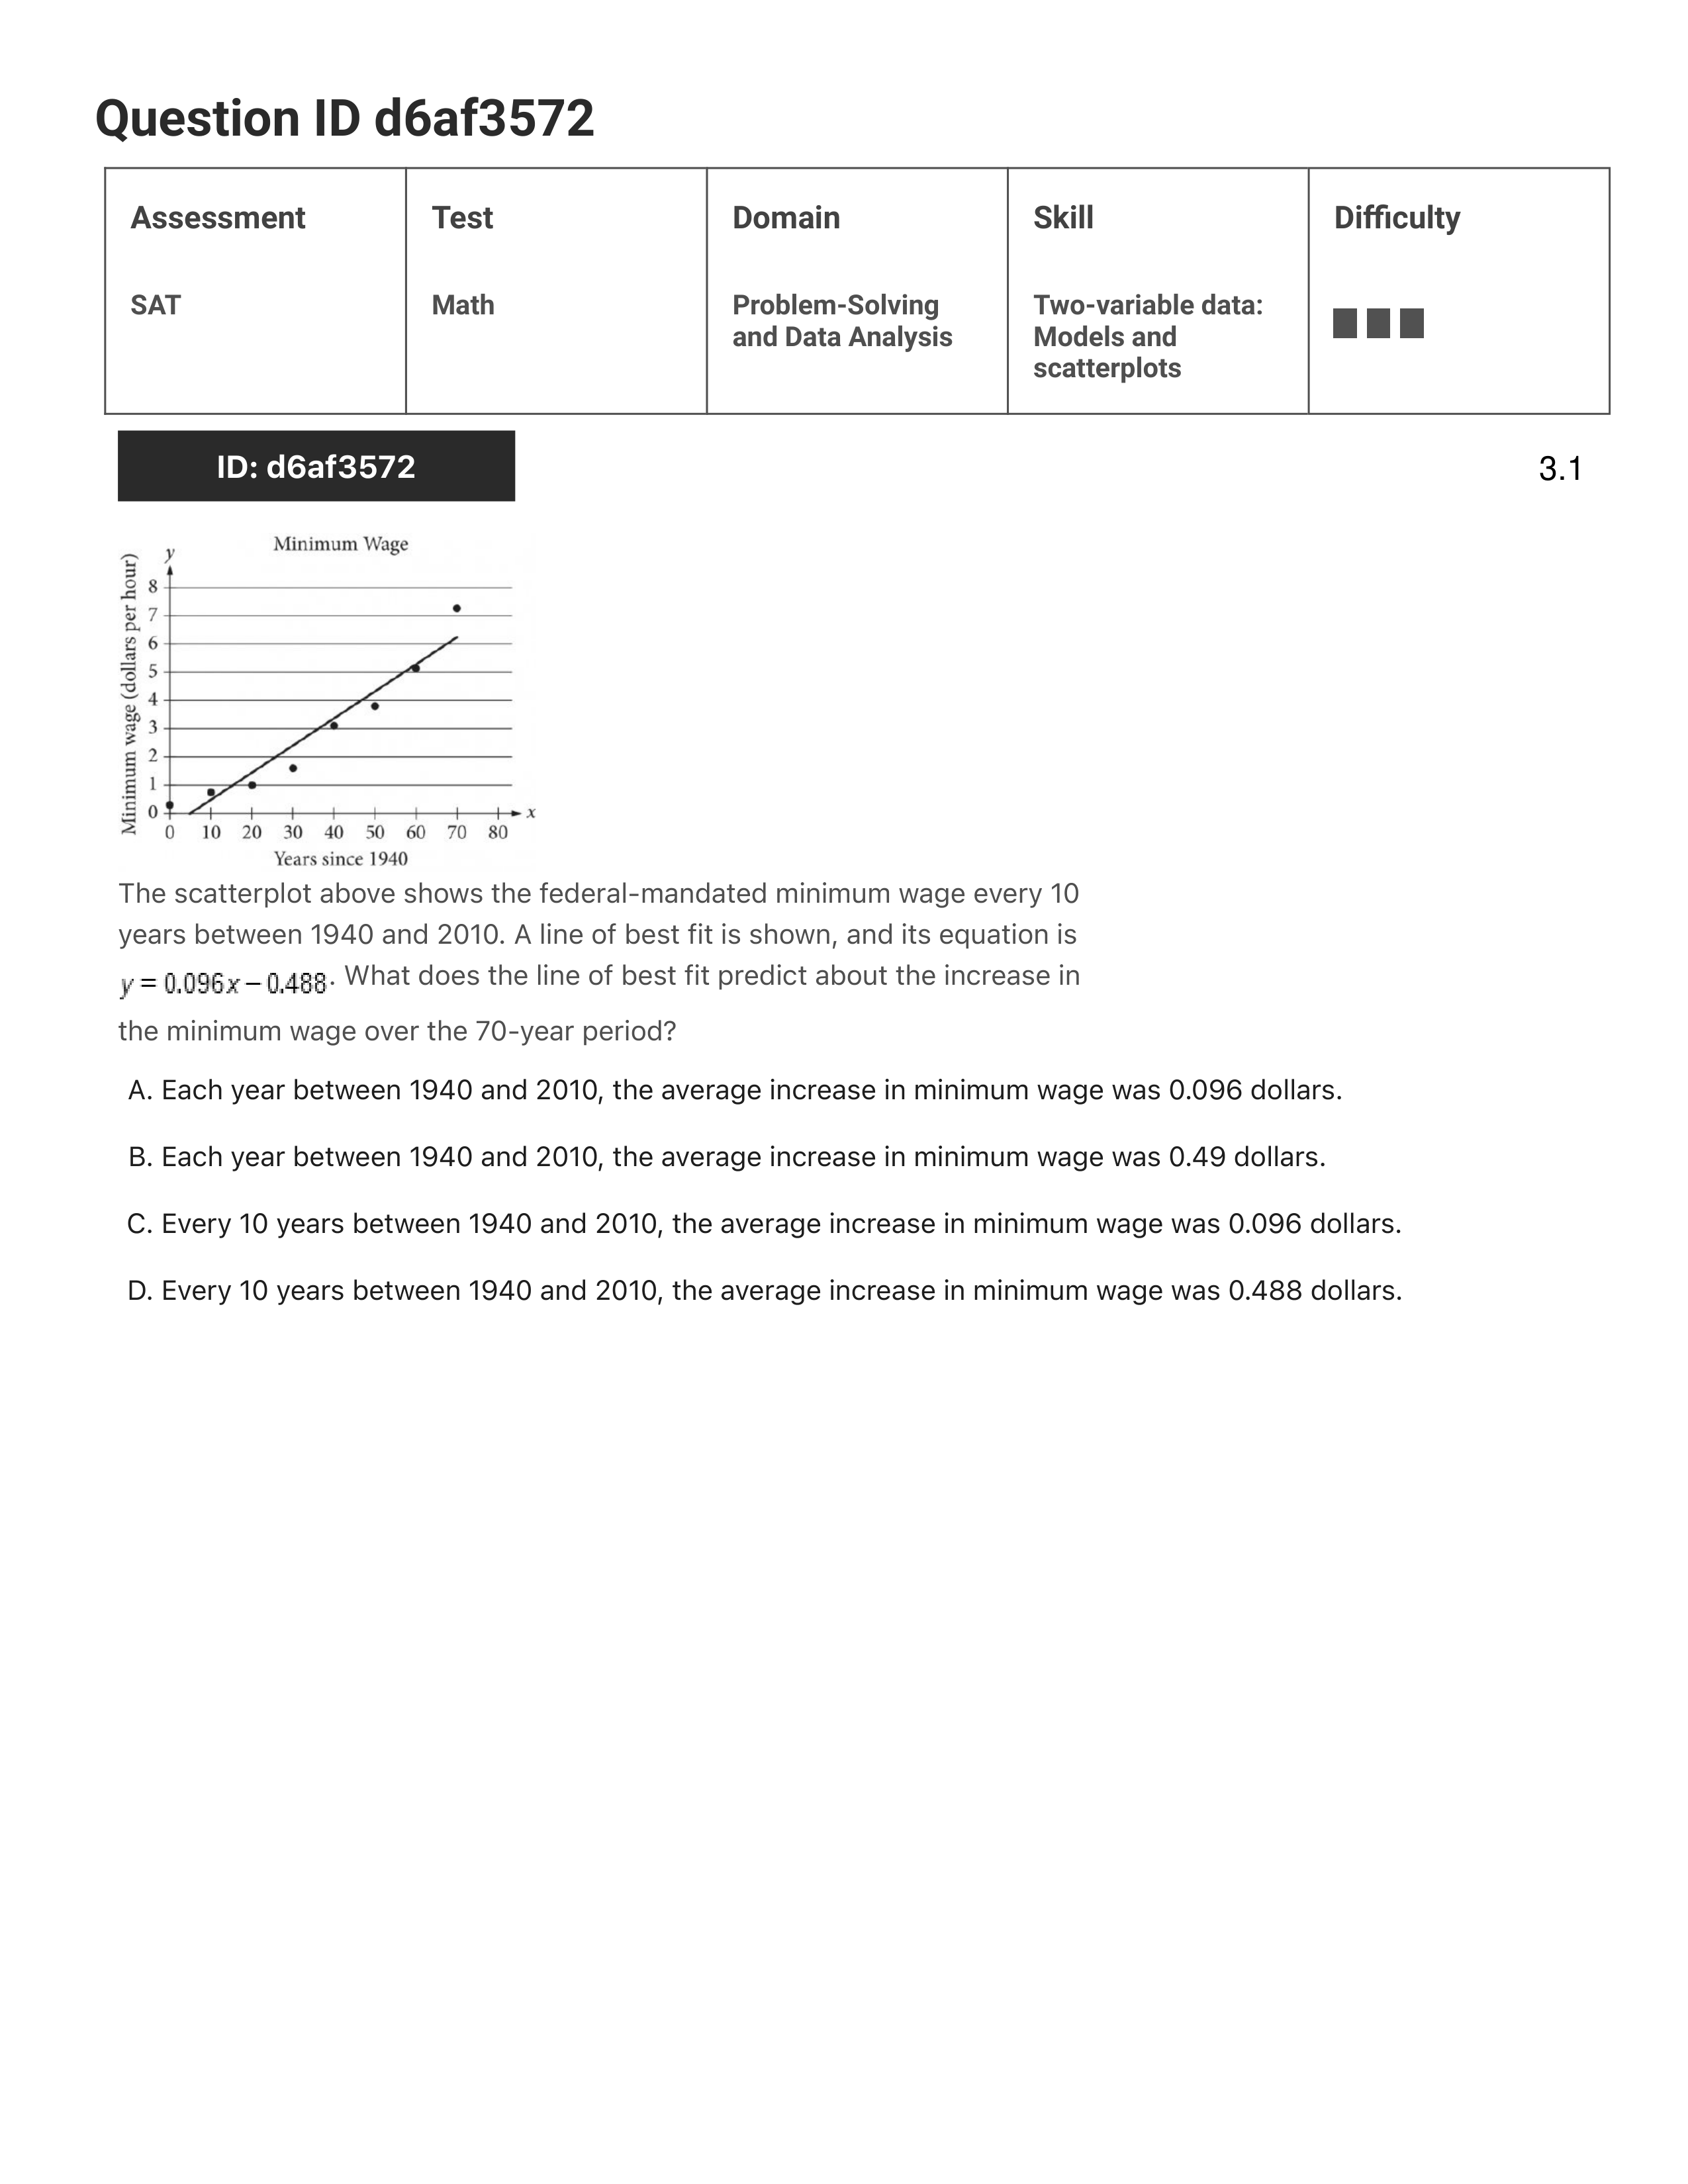 Question ID d6af3572
Assessment
Test
Domain
Skill
Difficulty
SAT
Math
Problem-Solving
and Data Analysis
Two-variable data:
Models and
scatterplots
ID: d6af3572
3.1
Minimum Wage
y
Minimum wage (dollars per hour)
8
7
6
5
4
3
2
1
0
x
0 10 20 30 40 50 60 70 80
Years since 1940
The scatterplot above shows the federal-mandated minimum wage every 10
years between 1940 and 2010. A line of best fit is shown, and its equation is
y = 0.096x – 0.488. What does the line of best fit predict about the increase in
the minimum wage over the 70-year period?
A. Each year between 1940 and 2010, the average increase in minimum wage was 0.096 dollars.
B. Each year between 1940 and 2010, the average increase in minimum wage was 0.49 dollars.
C. Every 10 years between 1940 and 2010, the average increase in minimum wage was 0.096 dollars.
D. Every 10 years between 1940 and 2010, the average increase in minimum wage was 0.488 dollars.